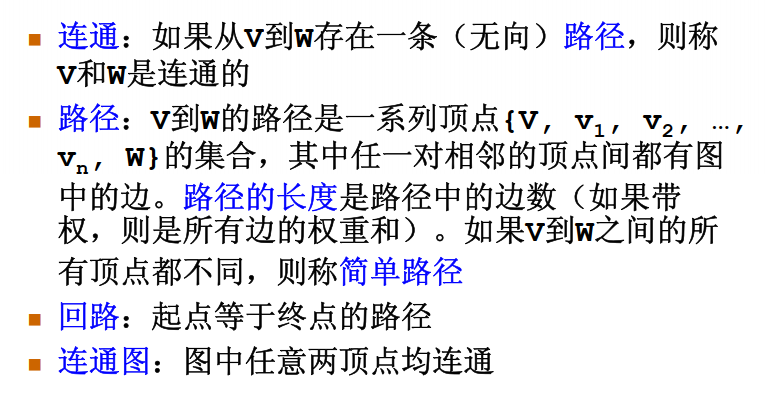 连通：如果从V到W存在一条（无向）路径，则称
V和W是连通的
路径：V到W的路径是一系列顶点{V, v1, v2, …,
vn, W}的集合，其中任一对相邻的顶点间都有图
中的边。路径的长度是路径中的边数（如果带
权，则是所有边的权重和）。如果V到W之间的所
有顶点都不同，则称简单路径
回路：起点等于终点的路径
连通图：图中任意两顶点均连通